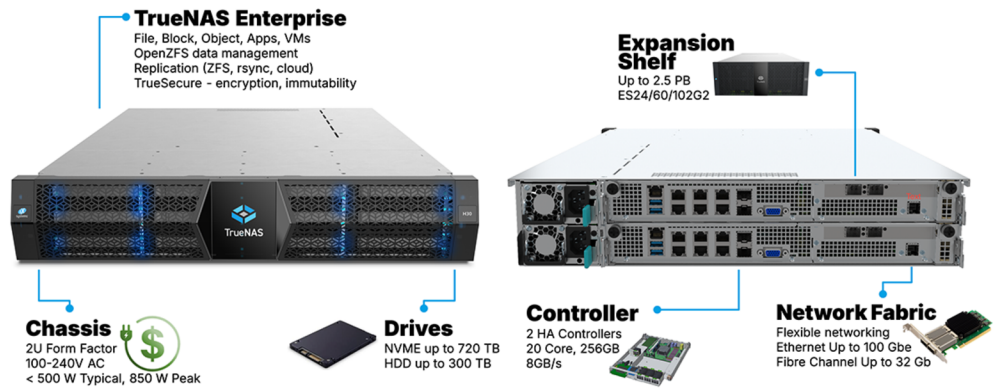 TrueNAS Enterprise
File, Block, Object, Apps, VMs
OpenZFS data management
Replication (ZFS, rsync, cloud)
TrueSecure - encryption, immutability
Expansion
Shelf
Up to 2.5 PB
ES24/60/102G2
TrueNAS
H30
Chassis
2U Form Factor
100-240V AC
< 500 W Typical, 850 W Peak
$
Drives
NVME up to 720 TB
HDD up to 300 TB
Controller
2 HA Controllers
20 Core, 256GB
8GB/s
Network Fabric
Flexible networking
Ethernet Up to 100 Gbe
Fibre Channel Up to 32 Gb